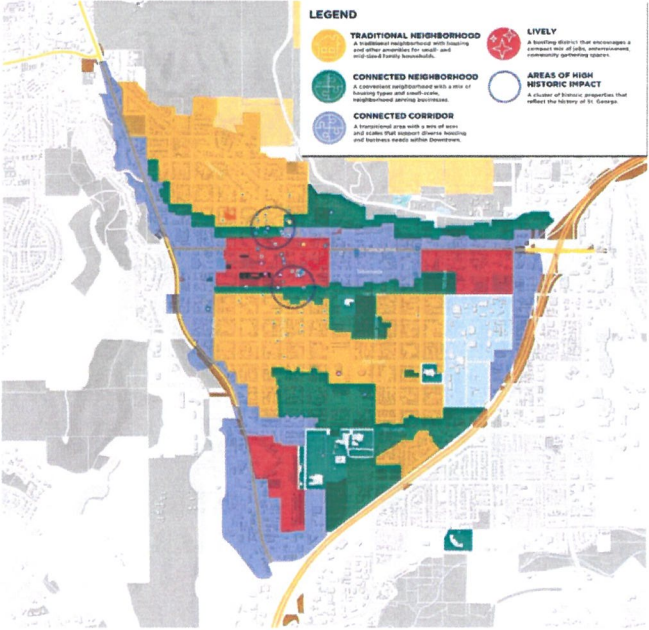 LEGEND
TRADITIONAL NEIGHBORHOOD
A traditional neighborhood with housing
and other amenities for small- and
mid-sized family households.
CONNECTED NEIGHBORHOOD
A convenient neighborhood with a mix of
housing types and small-scale,
neighborhood serving businesses.
CONNECTED CORRIDOR
A transitional area with a mix of uses
and scales that support diverse housing
and business needs within Downtown.
LIVELY
A bustling district that encourages a
compact mix of jobs, entertainment,
community gathering spaces.
AREAS OF HIGH
HISTORIC IMPACT
A cluster of historic properties that
reflect the history of St. George.